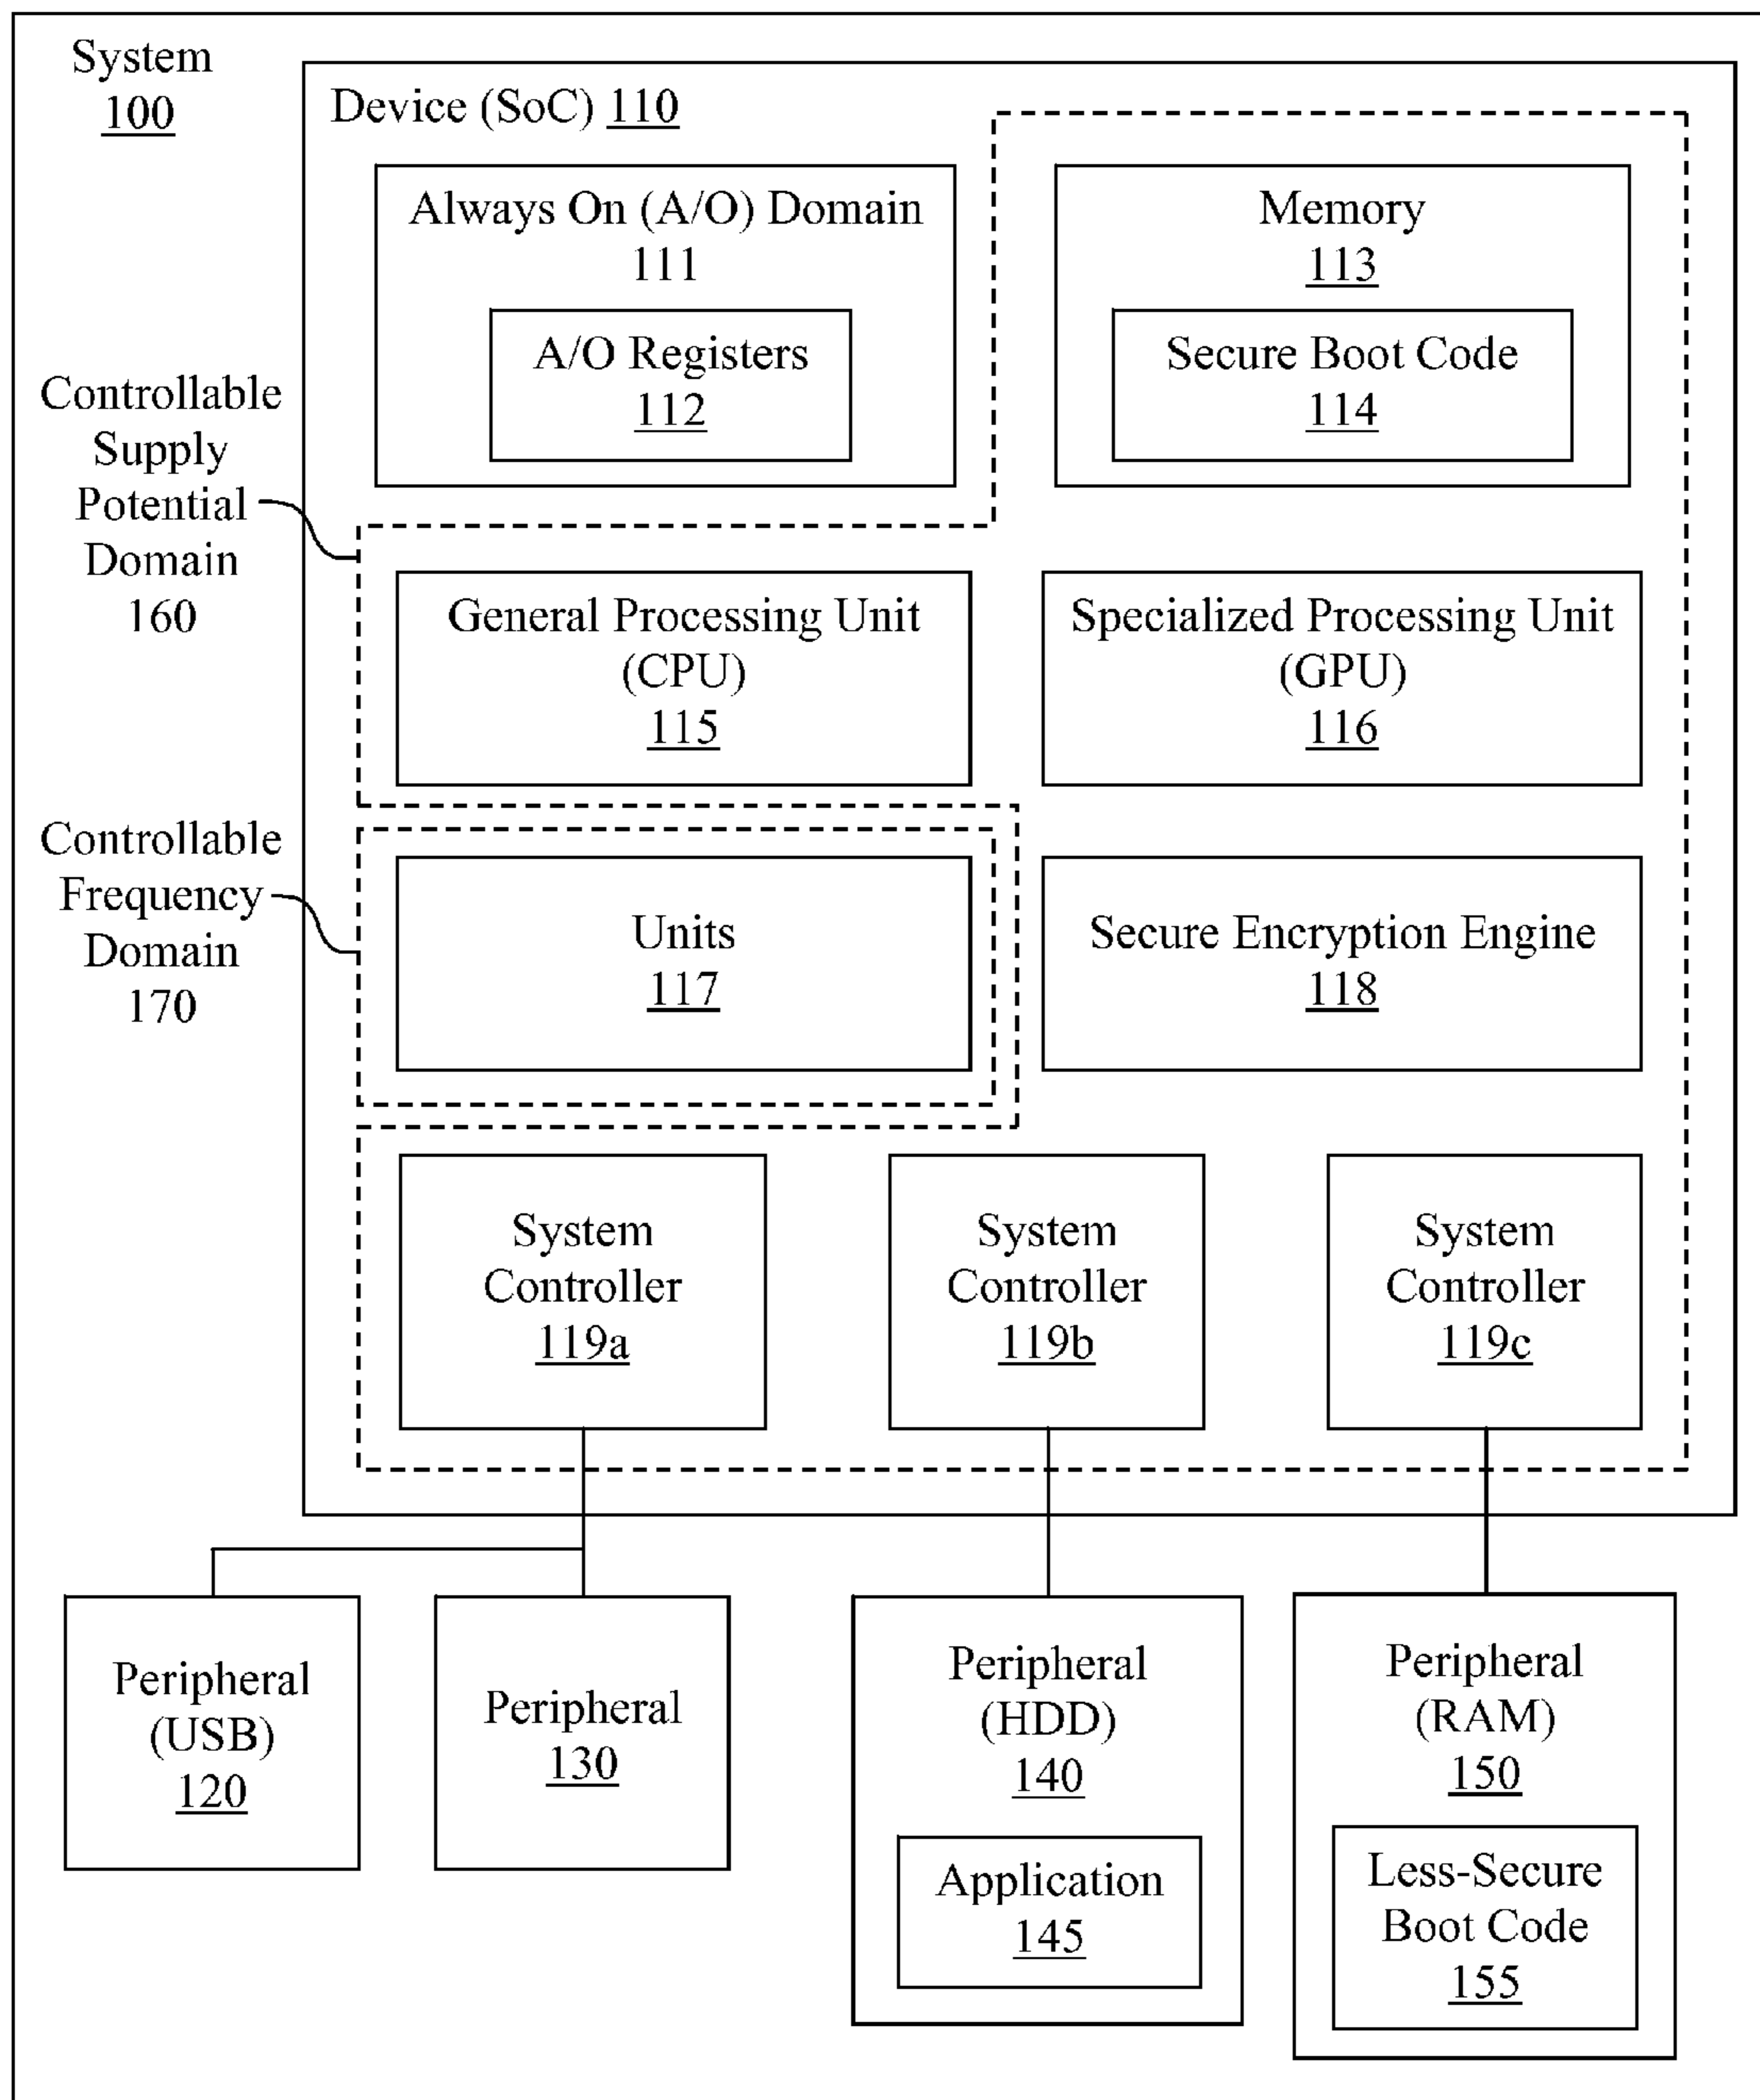 System
100
Device (SoC) 110
Always On (A/O) Domain
111
A/O Registers
112
Memory
113
Secure Boot Code
114
Controllable
Supply
Potential
Domain
160
General Processing Unit
(CPU)
115
Specialized Processing Unit
(GPU)
116
Controllable
Frequency
Domain
170
Units
117
Secure Encryption Engine
118
System
Controller
119a
System
Controller
119b
System
Controller
119c
Peripheral
(USB)
120
Peripheral
130
Peripheral
(HDD)
140
Application
145
Peripheral
(RAM)
150
Less-Secure
Boot Code
155